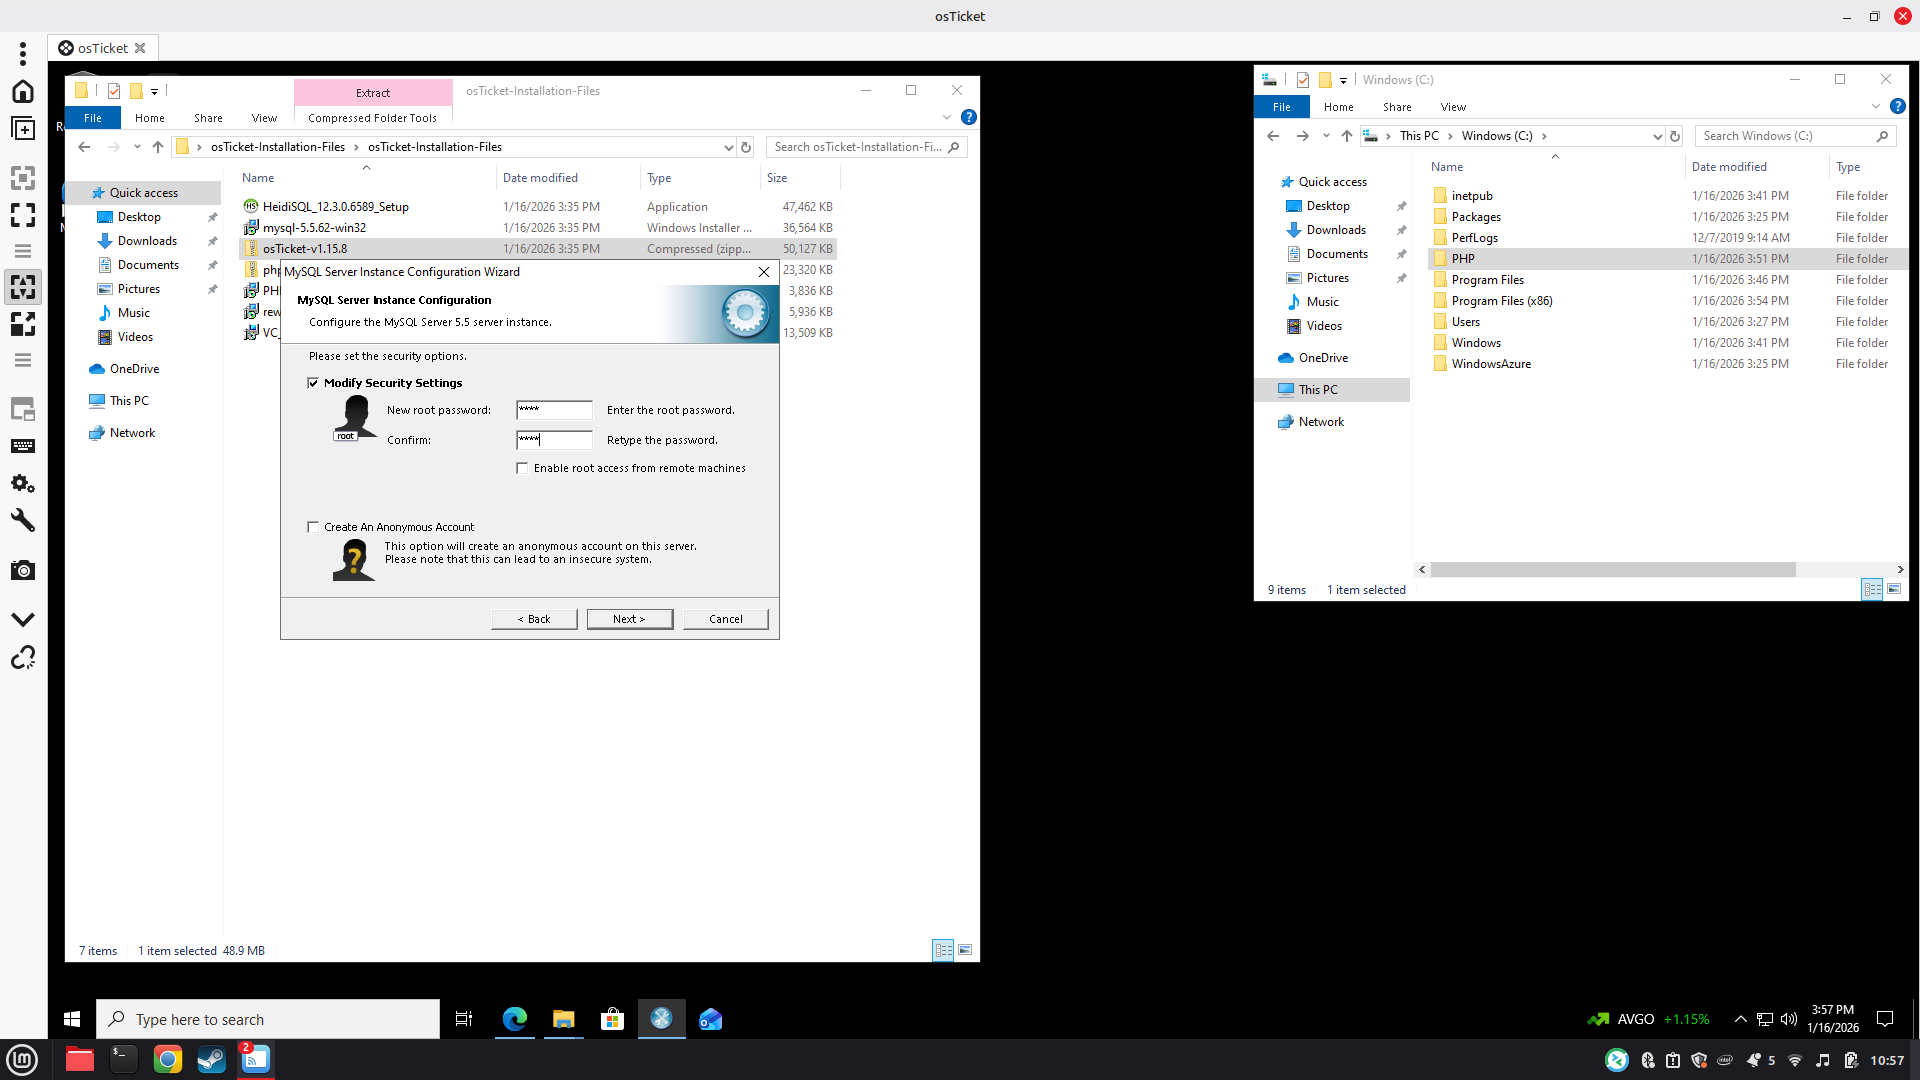 osTicket
osTicket
Extract
osTicket-Installation-Files
File
Home
Share
View
Compressed Folder Tools
osTicket-Installation-Files
osTicket-Installation-Files
Search osTicket-Installation-Fi...
Name
Date modified
Type
Size
Quick access
Desktop
Downloads
Documents
Pictures
Music
Videos
OneDrive
This PC
Network
HeidiSQL_12.3.0.6589_Setup 1/16/2026 3:35 PM Application 47,462 KB
mysql-5.5.62-win32 1/16/2026 3:35 PM Windows Installer ... 36,564 KB
osTicket-v1.15.8 1/16/2026 3:35 PM Compressed (zipp... 50,127 KB
php 23,320 KB
PHI 3,836 KB
rew 5,936 KB
VC_ 13,509 KB
MySQL Server Instance Configuration Wizard
MySQL Server Instance Configuration
Configure the MySQL Server 5.5 server instance.
Please set the security options.
Modify Security Settings
root
New root password: **** Enter the root password.
Confirm: **** Retype the password.
Enable root access from remote machines
Create An Anonymous Account
This option will create an anonymous account on this server.
Please note that this can lead to an insecure system.
< Back
Next >
Cancel
7 items 1 item selected 48.9 MB
Windows (C:)
File
Home
Share
View
This PC
Windows (C:)
Search Windows (C:)
Name
Date modified
Type
Quick access
Desktop
Downloads
Documents
Pictures
Music
Videos
OneDrive
This PC
Network
inetpub 1/16/2026 3:41 PM File folder
Packages 1/16/2026 3:25 PM File folder
PerfLogs 12/7/2019 9:14 AM File folder
PHP 1/16/2026 3:51 PM File folder
Program Files 1/16/2026 3:46 PM File folder
Program Files (x86) 1/16/2026 3:54 PM File folder
Users 1/16/2026 3:27 PM File folder
Windows 1/16/2026 3:41 PM File folder
WindowsAzure 1/16/2026 3:25 PM File folder
9 items 1 item selected
Type here to search
AVGO +1.15%
3:57 PM
1/16/2026
2
5
10:57